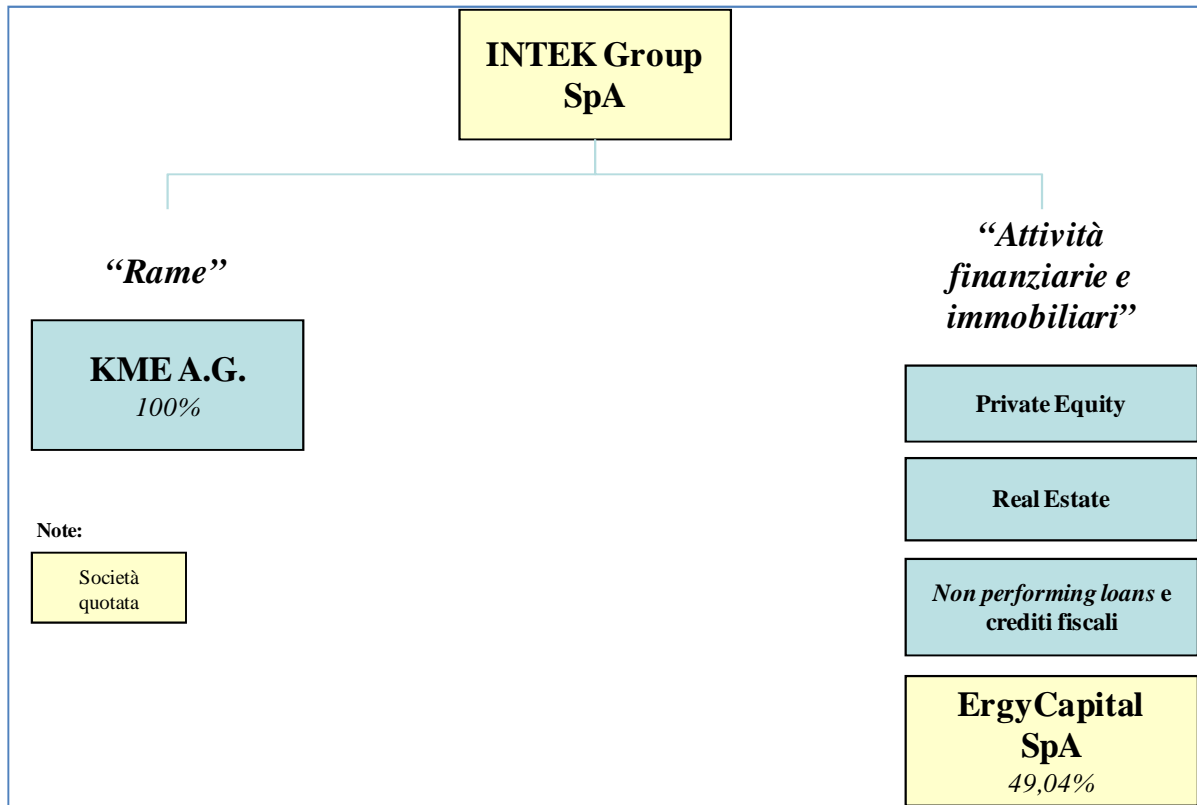 INTEK Group
SpA
“Rame”
KME A.G.
100%
Note:
Società
quotata
“Attività
finanziarie e
immobiliari”
Private Equity
Real Estate
Non performing loans e
crediti fiscali
ErgyCapital
SpA
49,04%